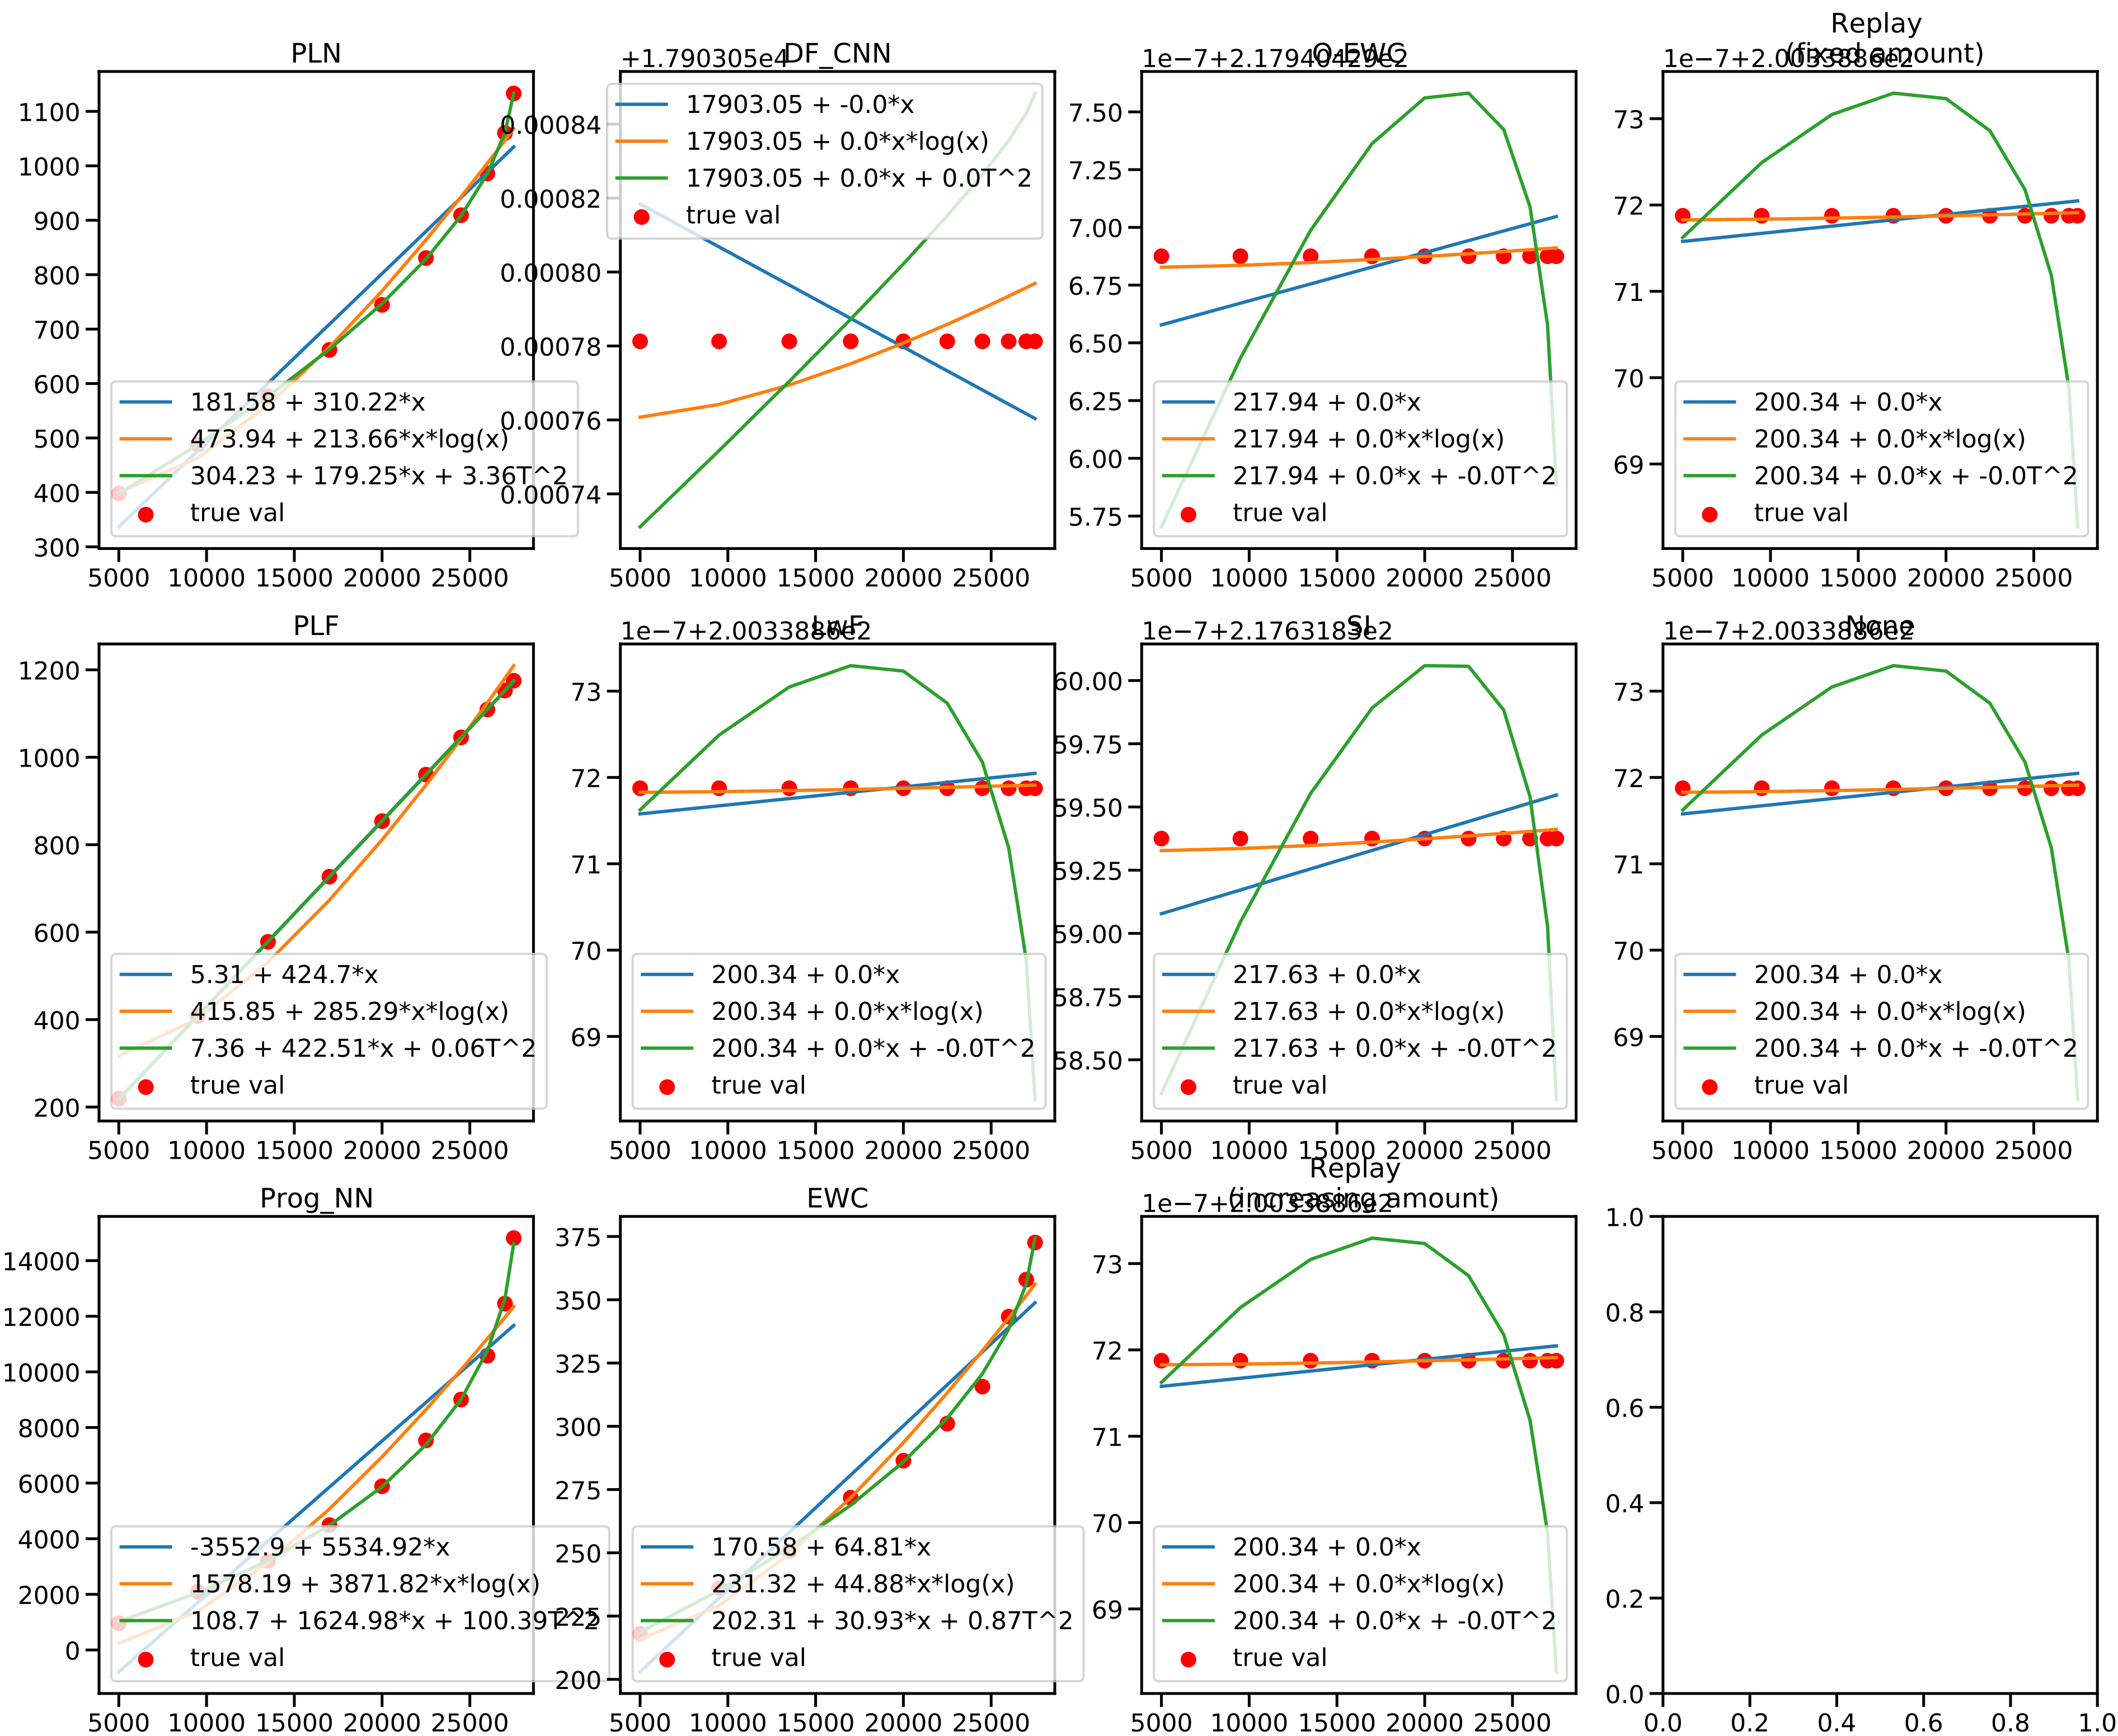 PLN
1100
1000
900
800
700
600
500
400
300
181.58 + 310.22*x
473.94 + 213.66*x*log(x)
304.23 + 179.25*x + 3.36T^2
true val
5000 10000 15000 20000 25000
DF_CNN
+1.790305e4
0.00084
0.00082
0.00080
0.00078
0.00076
0.00074
17903.05 + -0.0*x
17903.05 + 0.0*x*log(x)
17903.05 + 0.0*x + 0.0T^2
true val
5000 10000 15000 20000 25000
O-EWC
1e−7+2.17940429e2
7.50
7.25
7.00
6.75
6.50
6.25
6.00
5.75
217.94 + 0.0*x
217.94 + 0.0*x*log(x)
217.94 + 0.0*x + -0.0T^2
true val
5000 10000 15000 20000 25000
Replay
(fixed amount)
1e−7+2.0033886e2
73
72
71
70
69
200.34 + 0.0*x
200.34 + 0.0*x*log(x)
200.34 + 0.0*x + -0.0T^2
true val
5000 10000 15000 20000 25000
PLF
1200
1000
800
600
400
200
5.31 + 424.7*x
415.85 + 285.29*x*log(x)
7.36 + 422.51*x + 0.06T^2
true val
5000 10000 15000 20000 25000
LwF
1e−7+2.0033886e2
73
72
71
70
69
200.34 + 0.0*x
200.34 + 0.0*x*log(x)
200.34 + 0.0*x + -0.0T^2
true val
5000 10000 15000 20000 25000
SI
1e−7+2.1763183e2
60.00
59.75
59.50
59.25
59.00
58.75
58.50
217.63 + 0.0*x
217.63 + 0.0*x*log(x)
217.63 + 0.0*x + -0.0T^2
true val
5000 10000 15000 20000 25000
None
1e−7+2.0033886e2
73
72
71
70
69
200.34 + 0.0*x
200.34 + 0.0*x*log(x)
200.34 + 0.0*x + -0.0T^2
true val
5000 10000 15000 20000 25000
Prog_NN
14000
12000
10000
8000
6000
4000
2000
0
-3552.9 + 5534.92*x
1578.19 + 3871.82*x*log(x)
108.7 + 1624.98*x + 100.39T^2
true val
5000 10000 15000 20000 25000
EWC
375
350
325
300
275
250
225
200
170.58 + 64.81*x
231.32 + 44.88*x*log(x)
202.31 + 30.93*x + 0.87T^2
true val
5000 10000 15000 20000 25000
Replay
(increasing amount)
1e−7+2.0033886e2
73
72
71
70
69
200.34 + 0.0*x
200.34 + 0.0*x*log(x)
200.34 + 0.0*x + -0.0T^2
true val
5000 10000 15000 20000 25000
1.0
0.8
0.6
0.4
0.2
0.0
0.0 0.2 0.4 0.6 0.8 1.0